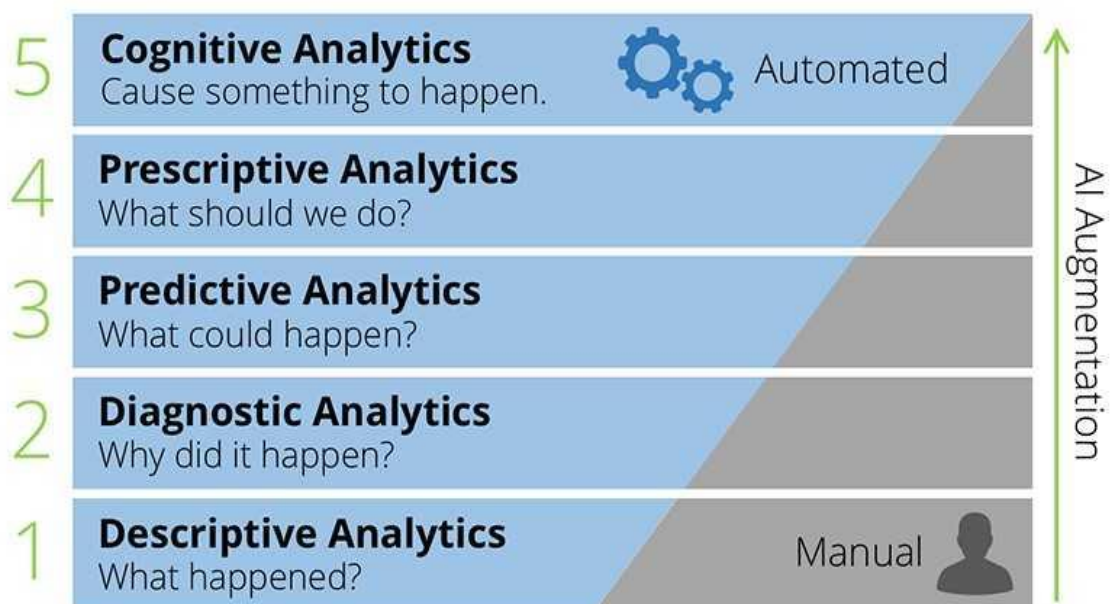 5
Cognitive Analytics
Cause something to happen.
Automated
4
Prescriptive Analytics
What should we do?
3
Predictive Analytics
What could happen?
2
Diagnostic Analytics
Why did it happen?
1
Descriptive Analytics
What happened?
Manual
AI Augmentation